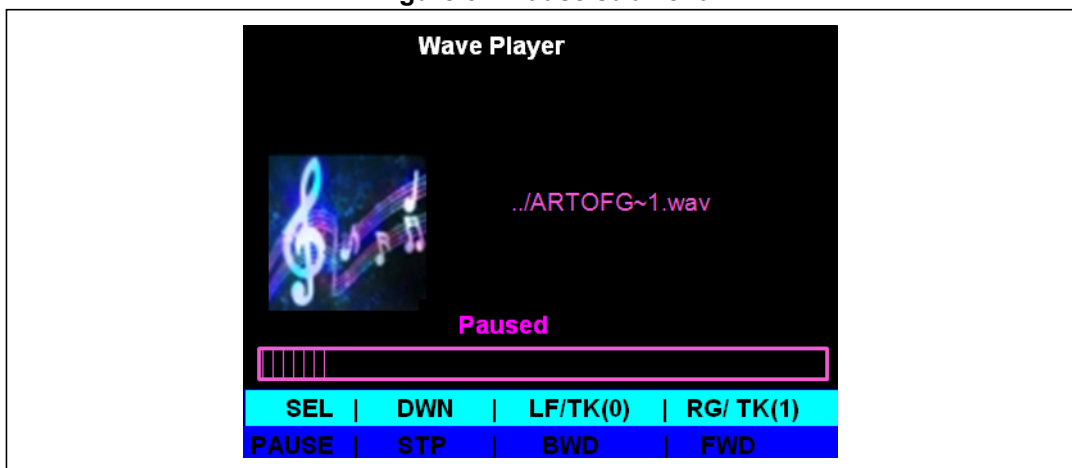 Wave Player
../ARTOFG~1.wav
Paused
SEL | DWN | LF/TK(0) | RG/ TK(1)
PAUSE | STP | BWD | FWD